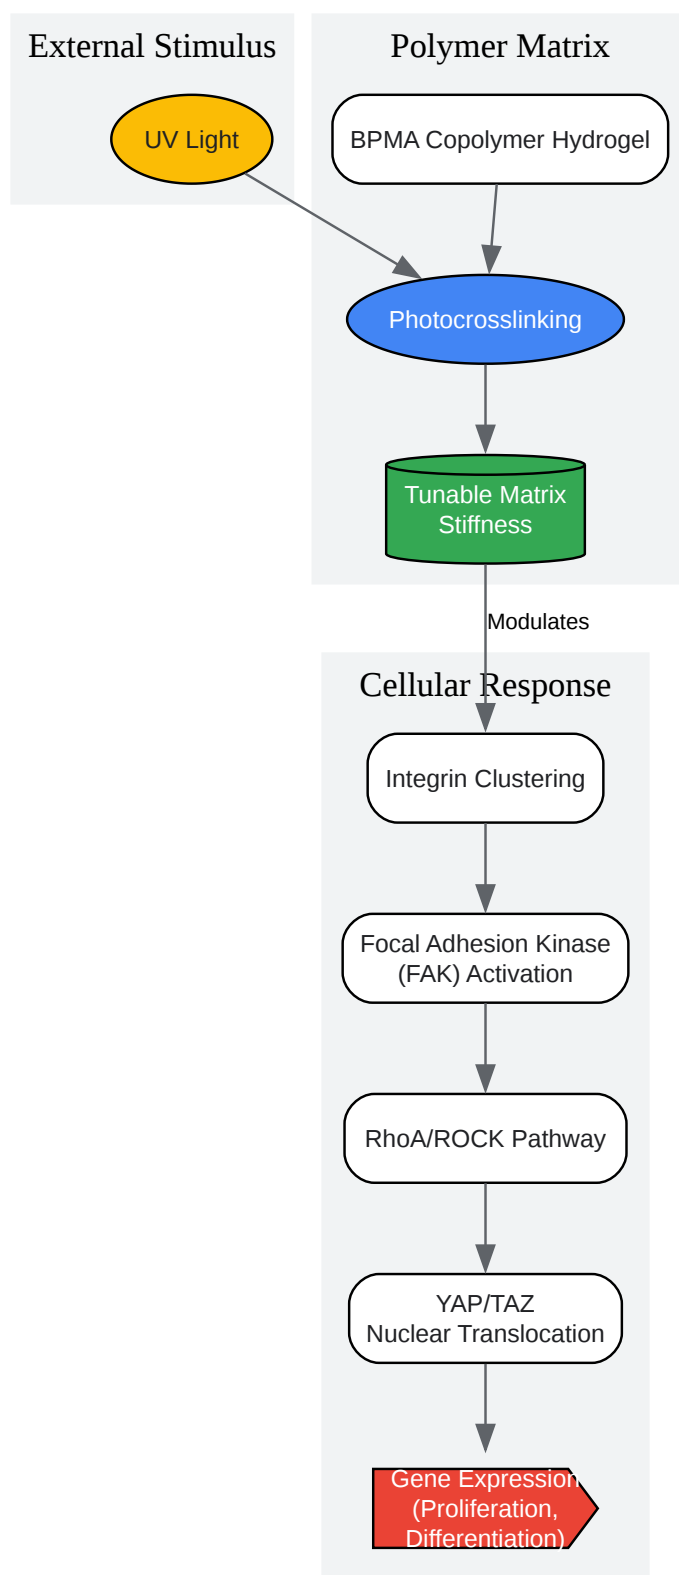 External Stimulus
Polymer Matrix
UV Light
BPMA Copolymer Hydrogel
Photocrosslinking
Tunable Matrix
Stiffness
Modulates
Cellular Response
Integrin Clustering
Focal Adhesion Kinase
(FAK) Activation
RhoA/ROCK Pathway
YAP/TAZ
Nuclear Translocation
Gene Expression
(Proliferation,
Differentiation)